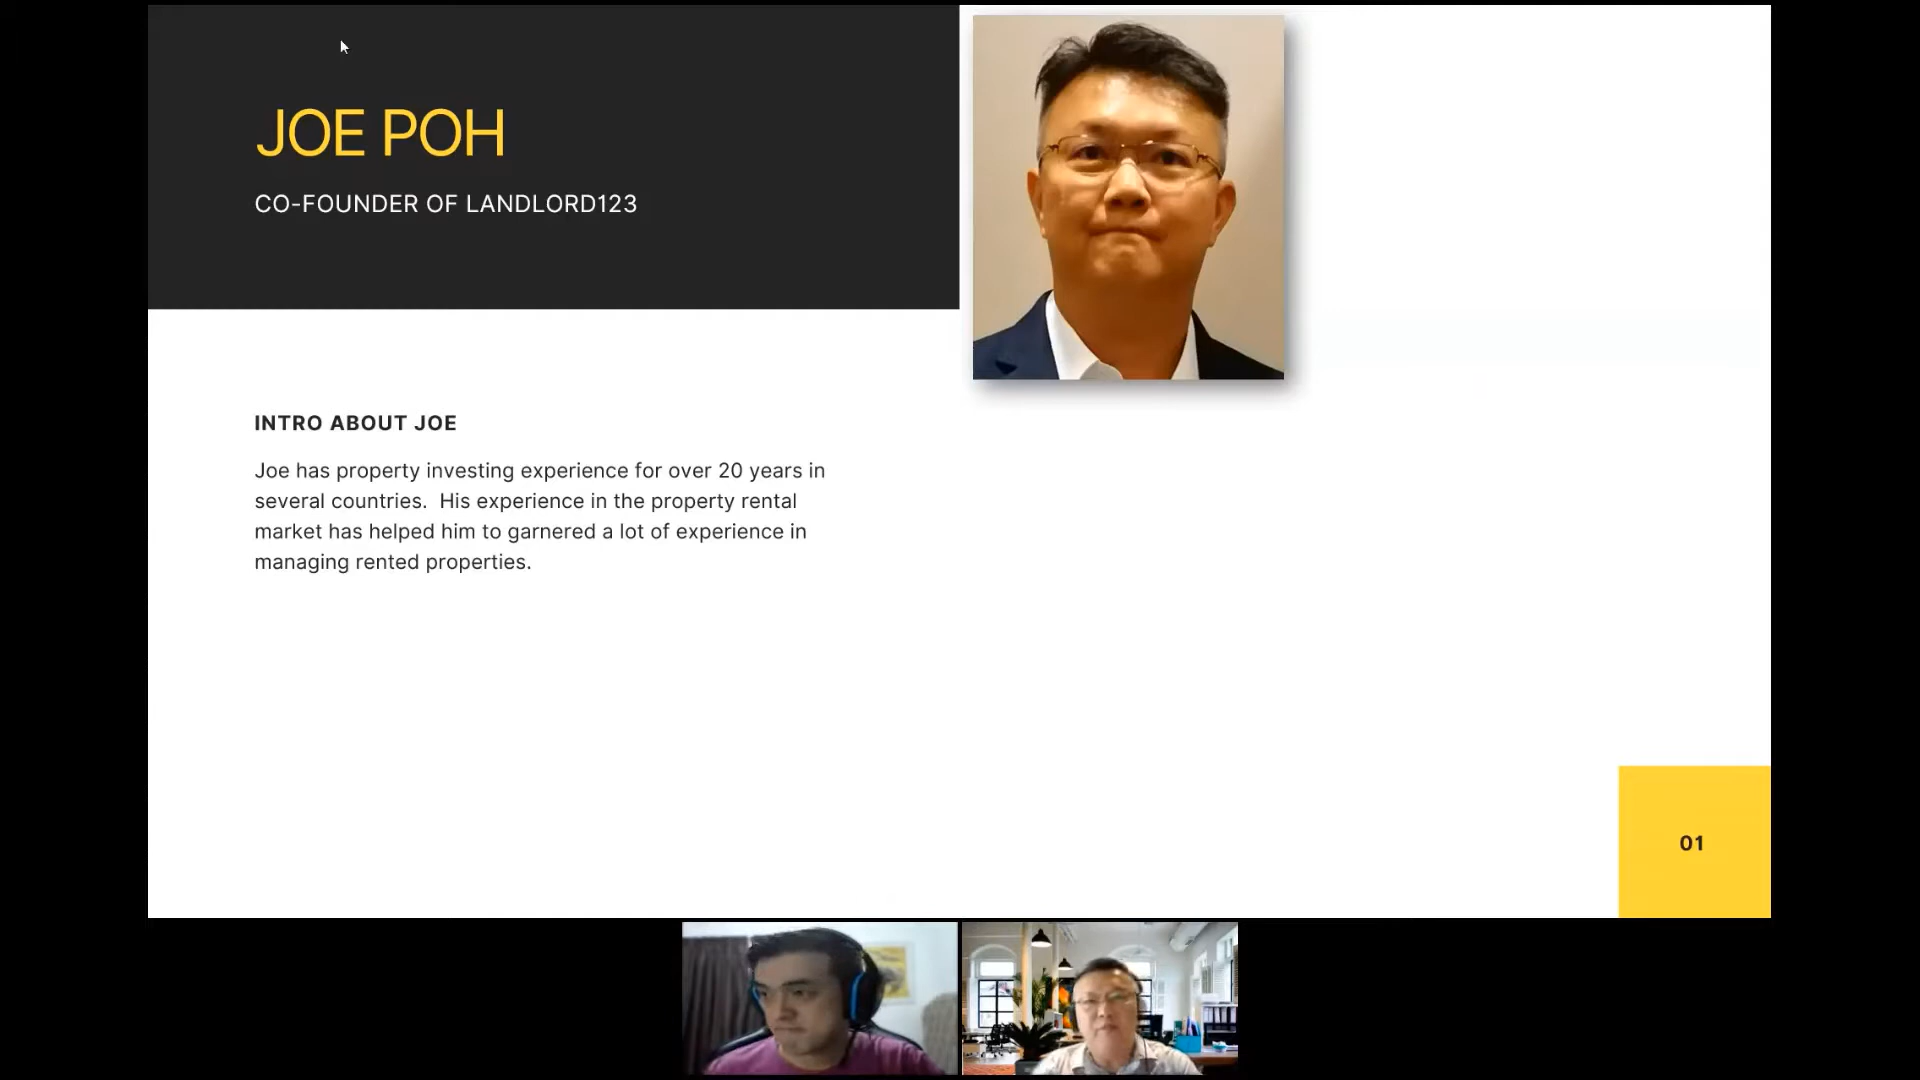 JOE POH
CO-FOUNDER OF LANDLORD123
INTRO ABOUT JOE
Joe has property investing experience for over 20 years in
several countries.  His experience in the property rental
market has helped him to garnered a lot of experience in
managing rented properties.
01